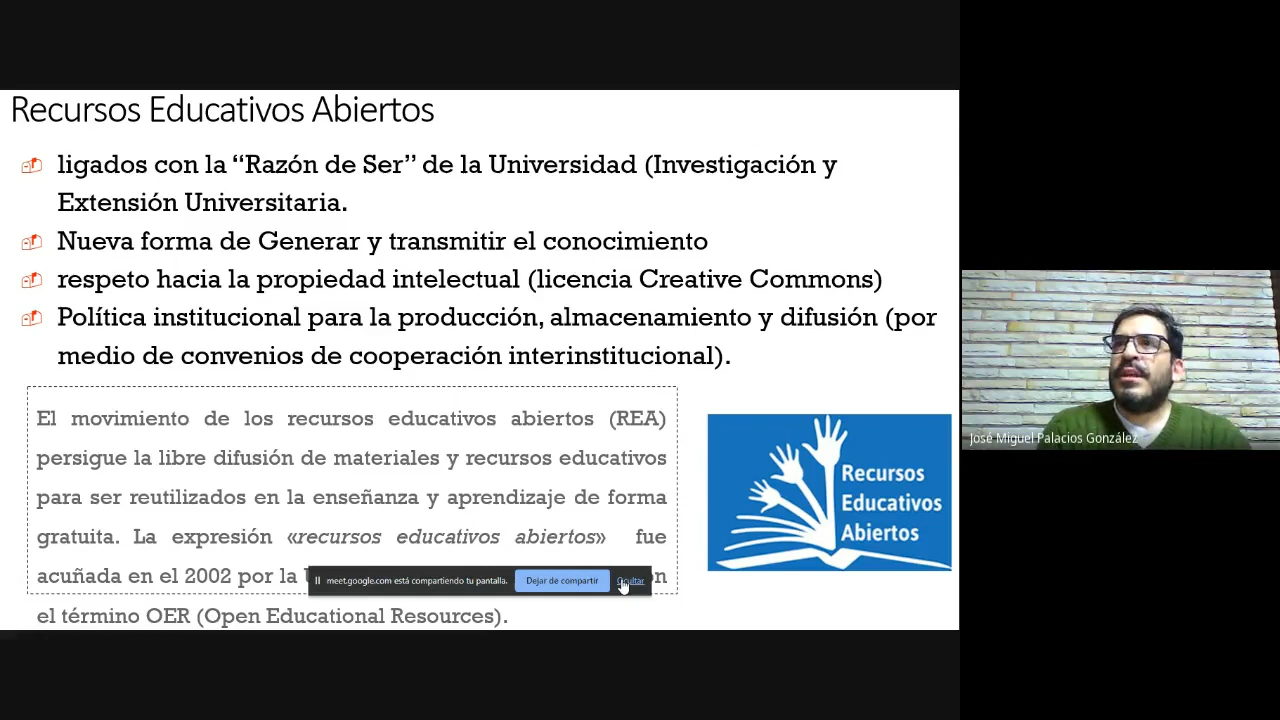 Recursos Educativos Abiertos
ligados con la “Razón de Ser” de la Universidad (Investigación y
Extensión Universitaria.
Nueva forma de Generar y transmitir el conocimiento
respeto hacia la propiedad intelectual (licencia Creative Commons)
Política institucional para la producción, almacenamiento y difusión (por
medio de convenios de cooperación interinstitucional).
El movimiento de los recursos educativos abiertos (REA)
persigue la libre difusión de materiales y recursos educativos
para ser reutilizados en la enseñanza y aprendizaje de forma
gratuita. La expresión «recursos educativos abiertos» fue
acuñada en el 2002 por la
el término OER (Open Educational Resources).
meet.google.com está compartiendo tu pantalla.
Dejar de compartir
Ocultar
Recursos
Educativos
Abiertos
José Miguel Palacios González